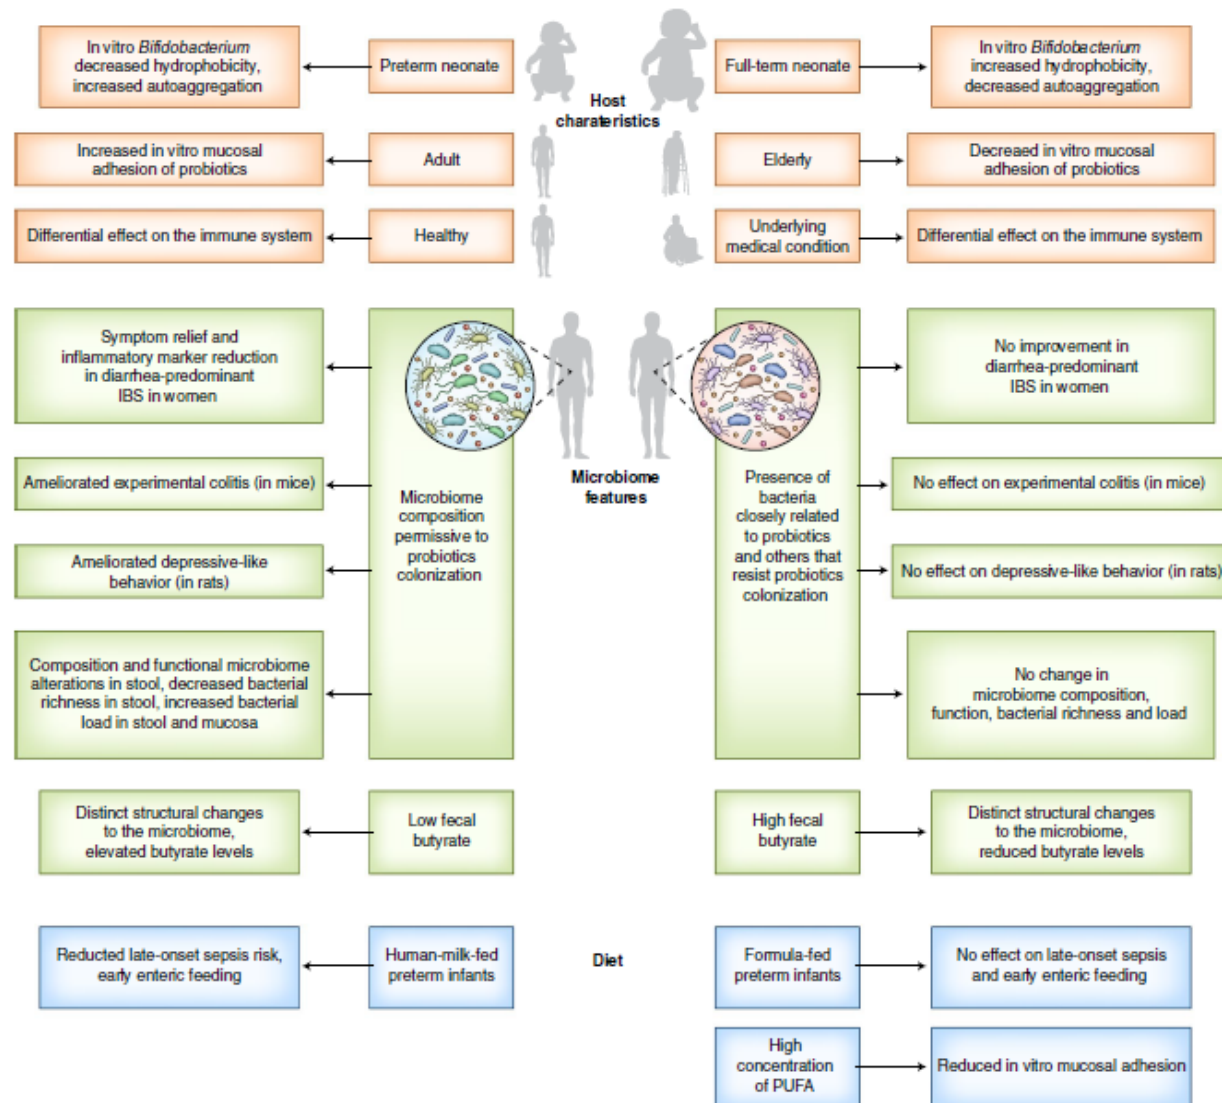 In vitro Bifidobacterium
decreased hydrophobicity,
increased autoaggregation
Preterm neonate
Full-term neonate
In vitro Bifidobacterium
increased hydrophobicity,
decreased autoaggregation
Host
charateristics
Increased in vitro mucosal
adhesion of probiotics
Adult
Elderly
Decreaed in vitro mucosal
adhesion of probiotics
Differential effect on the immune system
Healthy
Underlying
medical condition
Differential effect on the immune system
Symptom relief and
inflammatory marker reduction
in diarrhea-predominant
IBS in women
No improvement in
diarrhea-predominant
IBS in women
Microbiome
features
Ameliorated experimental colitis (in mice)
Microbiome
composition
permissive to
probiotics
colonization
Presence of
bacteria
closely related
to probiotics
and others that
resist probiotics
colonization
No effect on experimental colitis (in mice)
Ameliorated depressive-like
behavior (in rats)
No effect on depressive-like behavior (in rats)
Composition and functional microbiome
alterations in stool, decreased bacterial
richness in stool, increased bacterial
load in stool and mucosa
No change in
microbiome composition,
function, bacterial richness and load
Distinct structural changes
to the microbiome,
elevated butyrate levels
Low fecal
butyrate
High fecal
butyrate
Distinct structural changes
to the microbiome,
reduced butyrate levels
Reducted late-onset sepsis risk,
early enteric feeding
Human-milk-fed
preterm infants
Diet
Formula-fed
preterm infants
No effect on late-onset sepsis
and early enteric feeding
High
concentration
of PUFA
Reduced in vitro mucosal adhesion